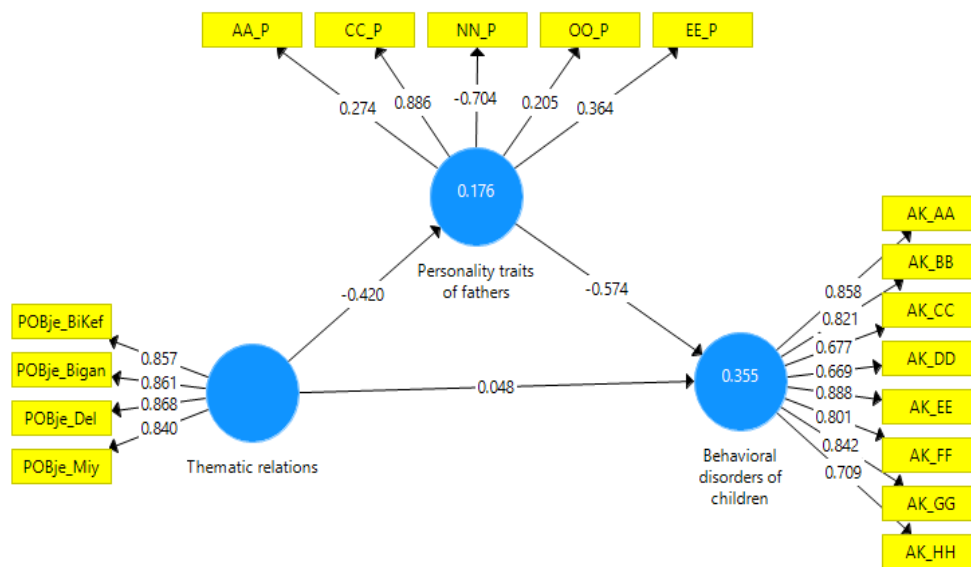 AA_P
CC_P
NN_P
OO_P
EE_P
0.274
0.886
-0.704
0.205
0.364
0.176
Personality traits
of fathers
-0.420
-0.574
POBje_BiKef
POBje_Bigan
POBje_Del
POBje_Miy
0.857
0.861
0.868
0.840
Thematic relations
0.048
0.355
Behavioral
disorders of
children
0.858
0.821
0.677
0.669
0.888
0.801
0.842
0.709
AK_AA
AK_BB
AK_CC
AK_DD
AK_EE
AK_FF
AK_GG
AK_HH